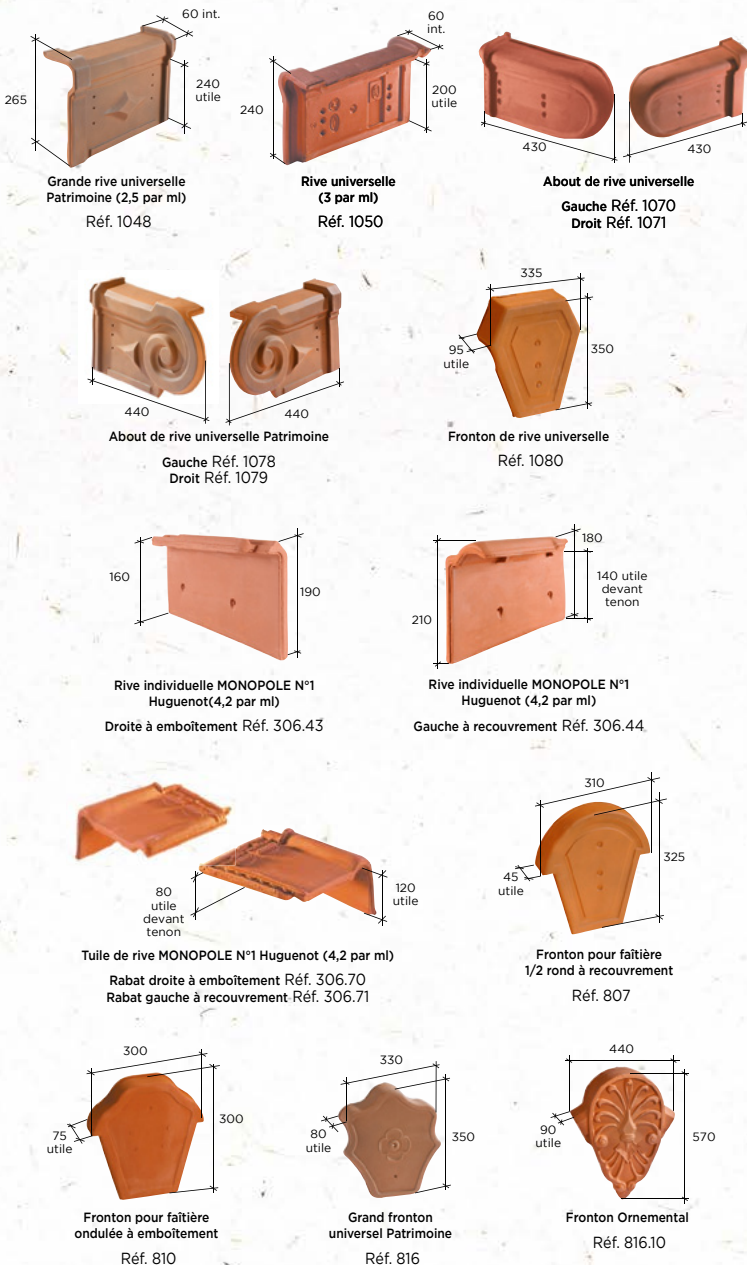 60 int.
265
240
utile
Grande rive universelle
Patrimoine (2,5 par ml)
Réf. 1048
60
int.
240
200
utile
Rive universelle
(3 par ml)
Réf. 1050
430
430
About de rive universelle
Gauche Réf. 1070
Droit Réf. 1071
440
440
About de rive universelle Patrimoine
Gauche Réf. 1078
Droit Réf. 1079
335
95
utile
350
Fronton de rive universelle
Réf. 1080
160
190
Rive individuelle MONOPOLE N°1
Huguenot(4,2 par ml)
Droite à emboîtement Réf. 306.43
180
140 utile
devant
tenon
210
Rive individuelle MONOPOLE N°1
Huguenot (4,2 par ml)
Gauche à recouvrement Réf. 306.44
80
utile
devant
tenon
120
utile
Tuile de rive MONOPOLE N°1 Huguenot (4,2 par ml)
Rabat droite à emboîtement Réf. 306.70
Rabat gauche à recouvrement Réf. 306.71
310
325
45
utile
Fronton pour faîtière
1/2 rond à recouvrement
Réf. 807
300
75
utile
300
Fronton pour faîtière
ondulée à emboîtement
Réf. 810
330
80
utile
350
Grand fronton
universel Patrimoine
Réf. 816
440
90
utile
570
Fronton Ornemental
Réf. 816.10